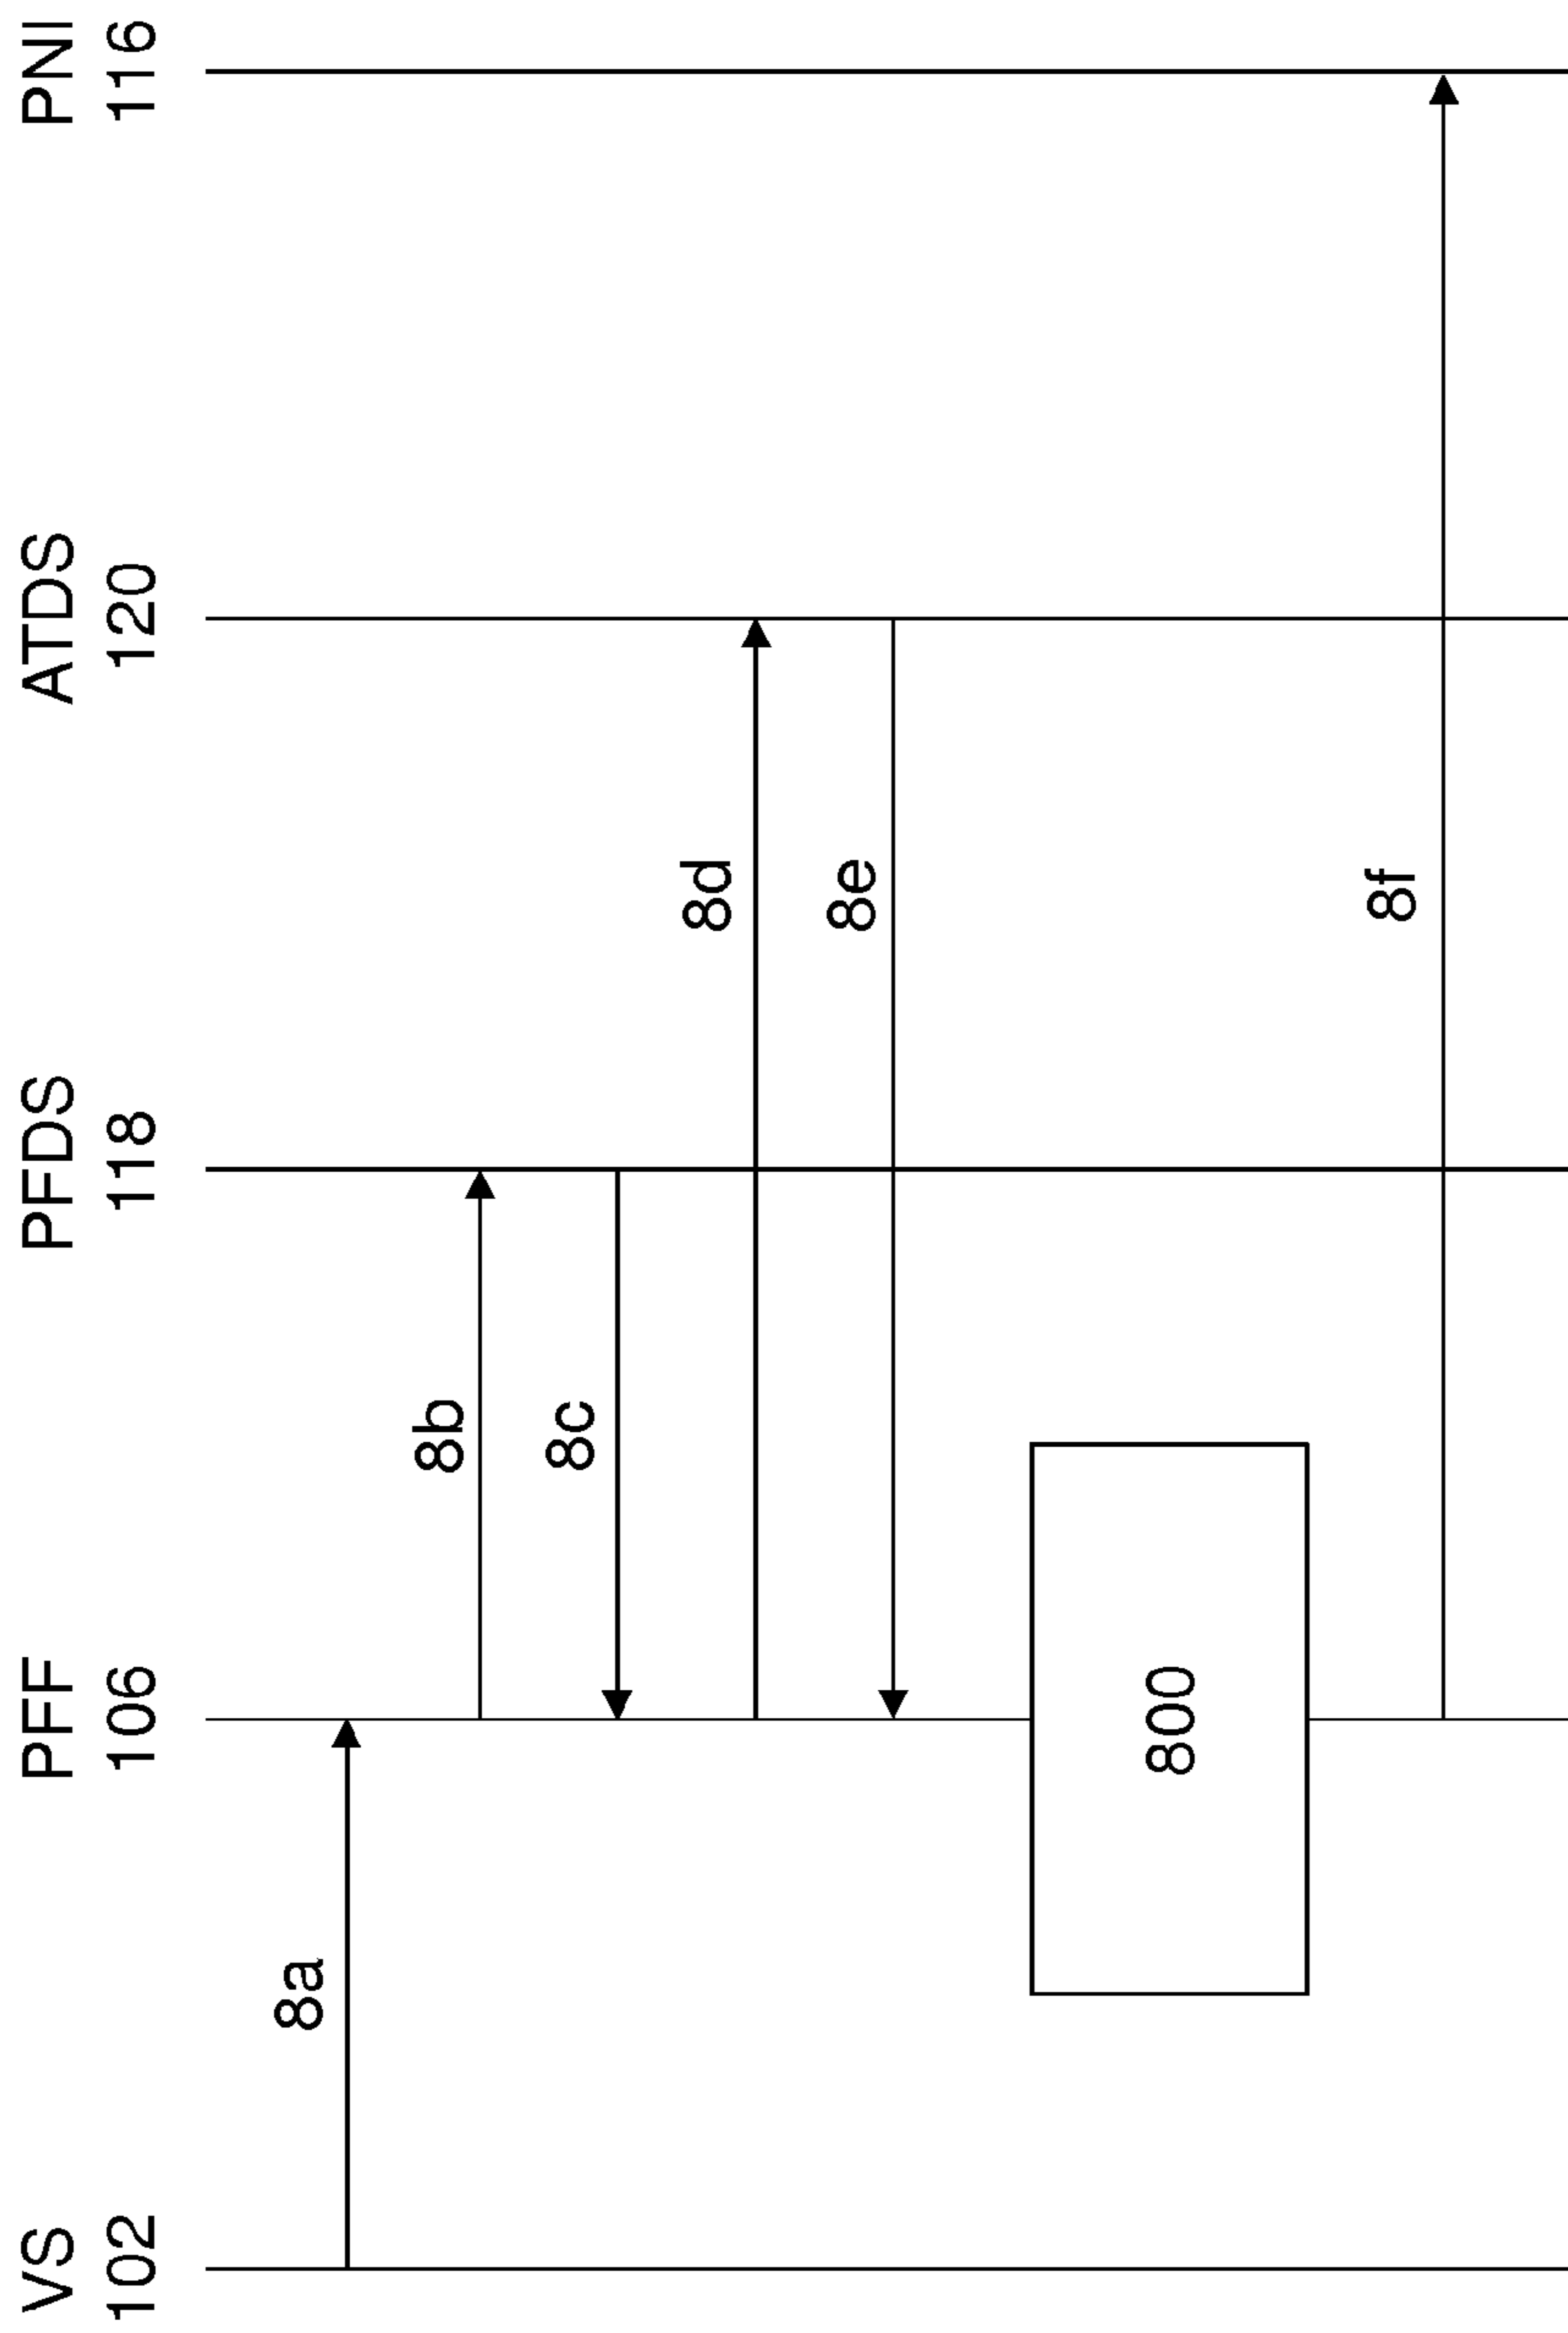 VS
102
PFF
106
PFDS
118
ATDS
120
PNI
116
8a
8b
8c
8d
8e
800
8f